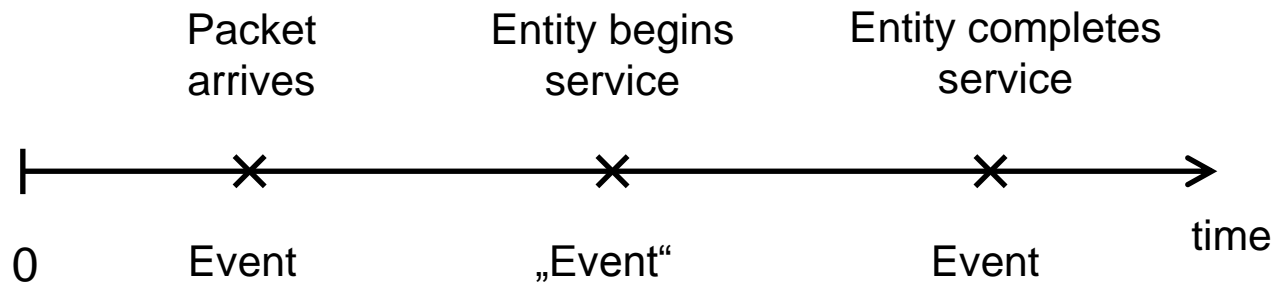 Packet
arrives
Entity begins
service
Entity completes
service
0
Event
„Event“
Event
time